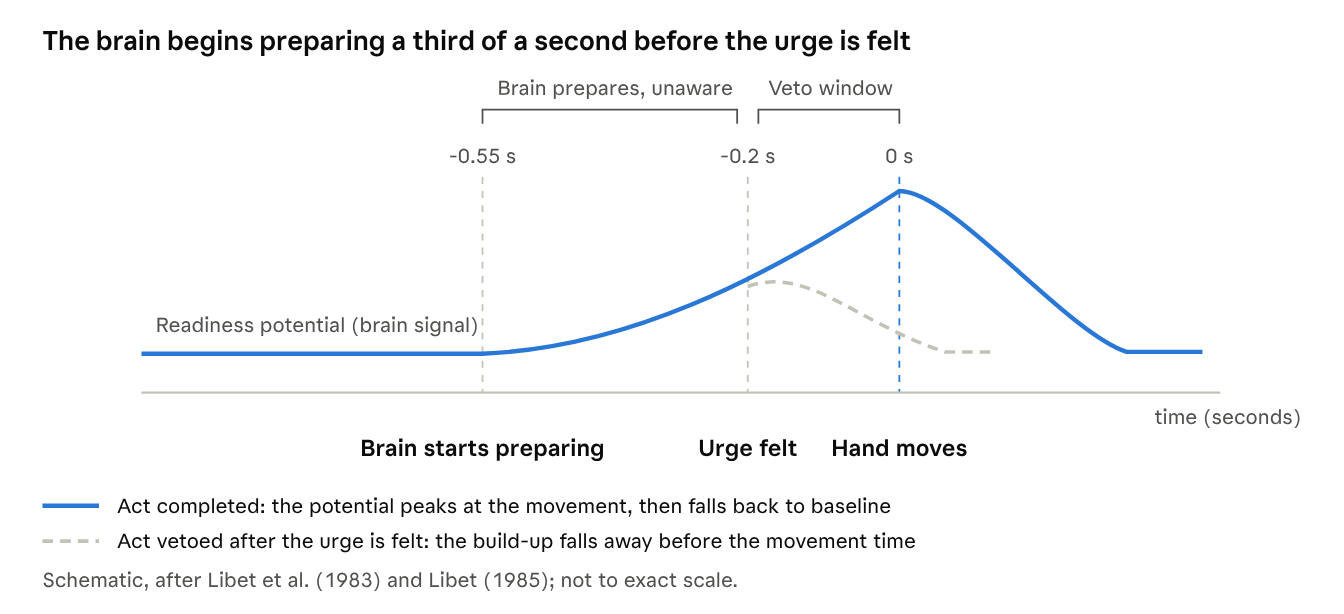 The brain begins preparing a third of a second before the urge is felt
Brain prepares, unaware
Veto window
-0.55 s
-0.2 s
0 s
Readiness potential (brain signal)
time (seconds)
Brain starts preparing
Urge felt
Hand moves
Act completed: the potential peaks at the movement, then falls back to baseline
Act vetoed after the urge is felt: the build-up falls away before the movement time
Schematic, after Libet et al. (1983) and Libet (1985); not to exact scale.